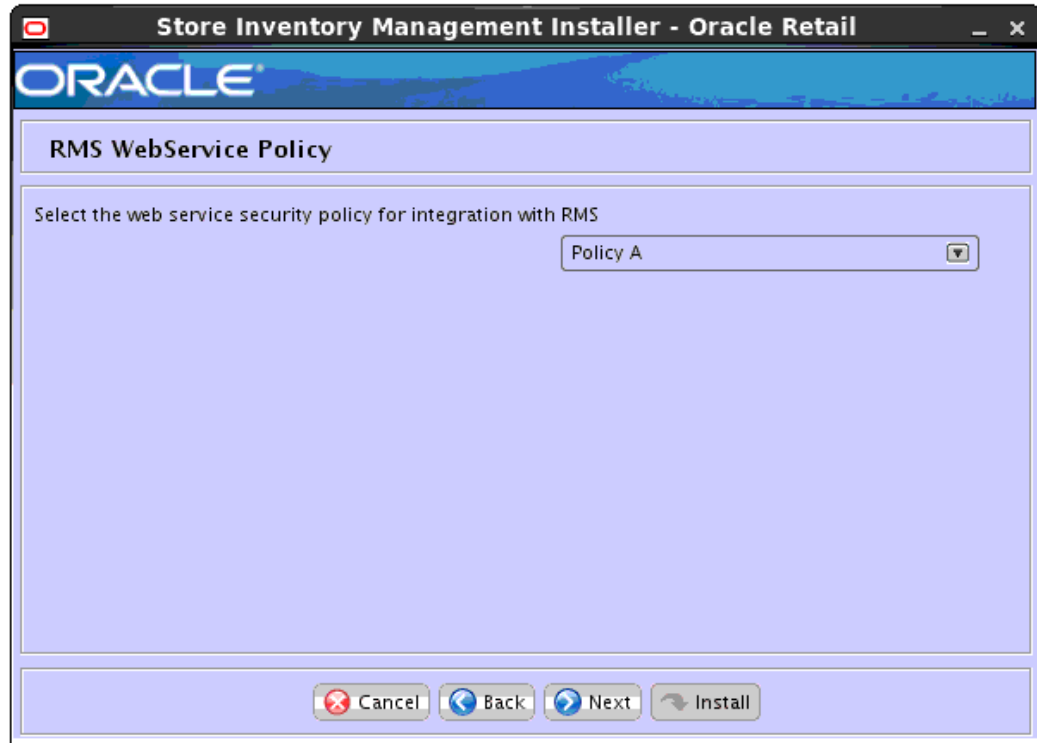 Store Inventory Management Installer - Oracle Retail
ORACLE®
RMS WebService Policy
Select the web service security policy for integration with RMS
Policy A
Cancel Back Next Install